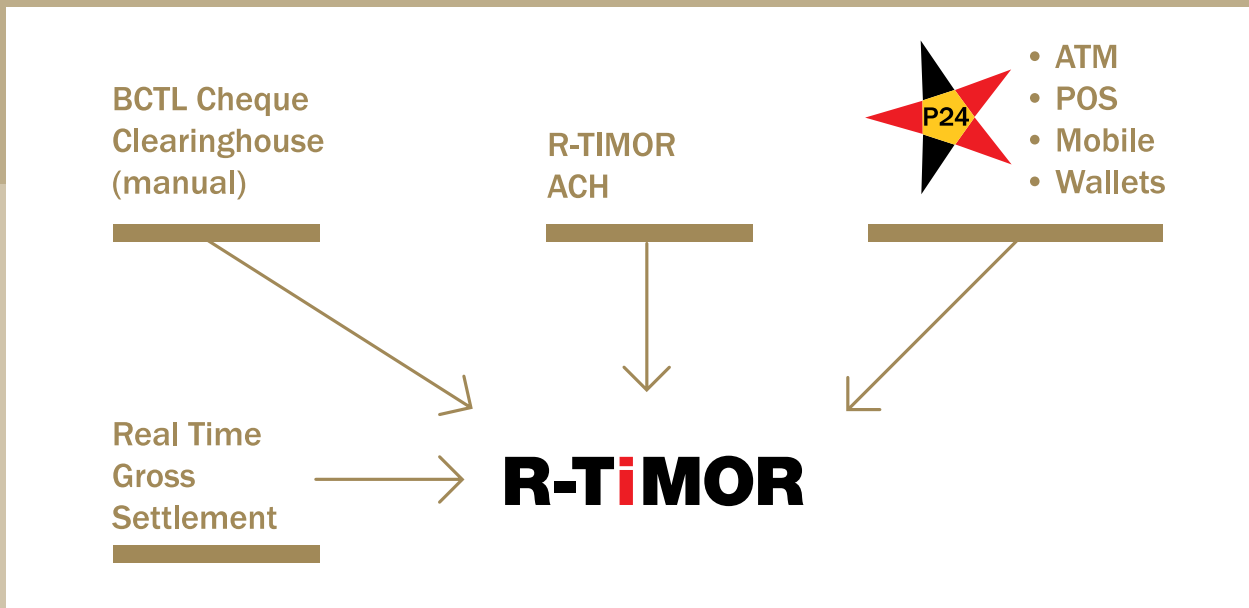 BCTL Cheque
Clearinghouse
(manual)
R-TIMOR
ACH
P24
• ATM
• POS
• Mobile
• Wallets
Real Time
Gross
Settlement
R-TiMOR